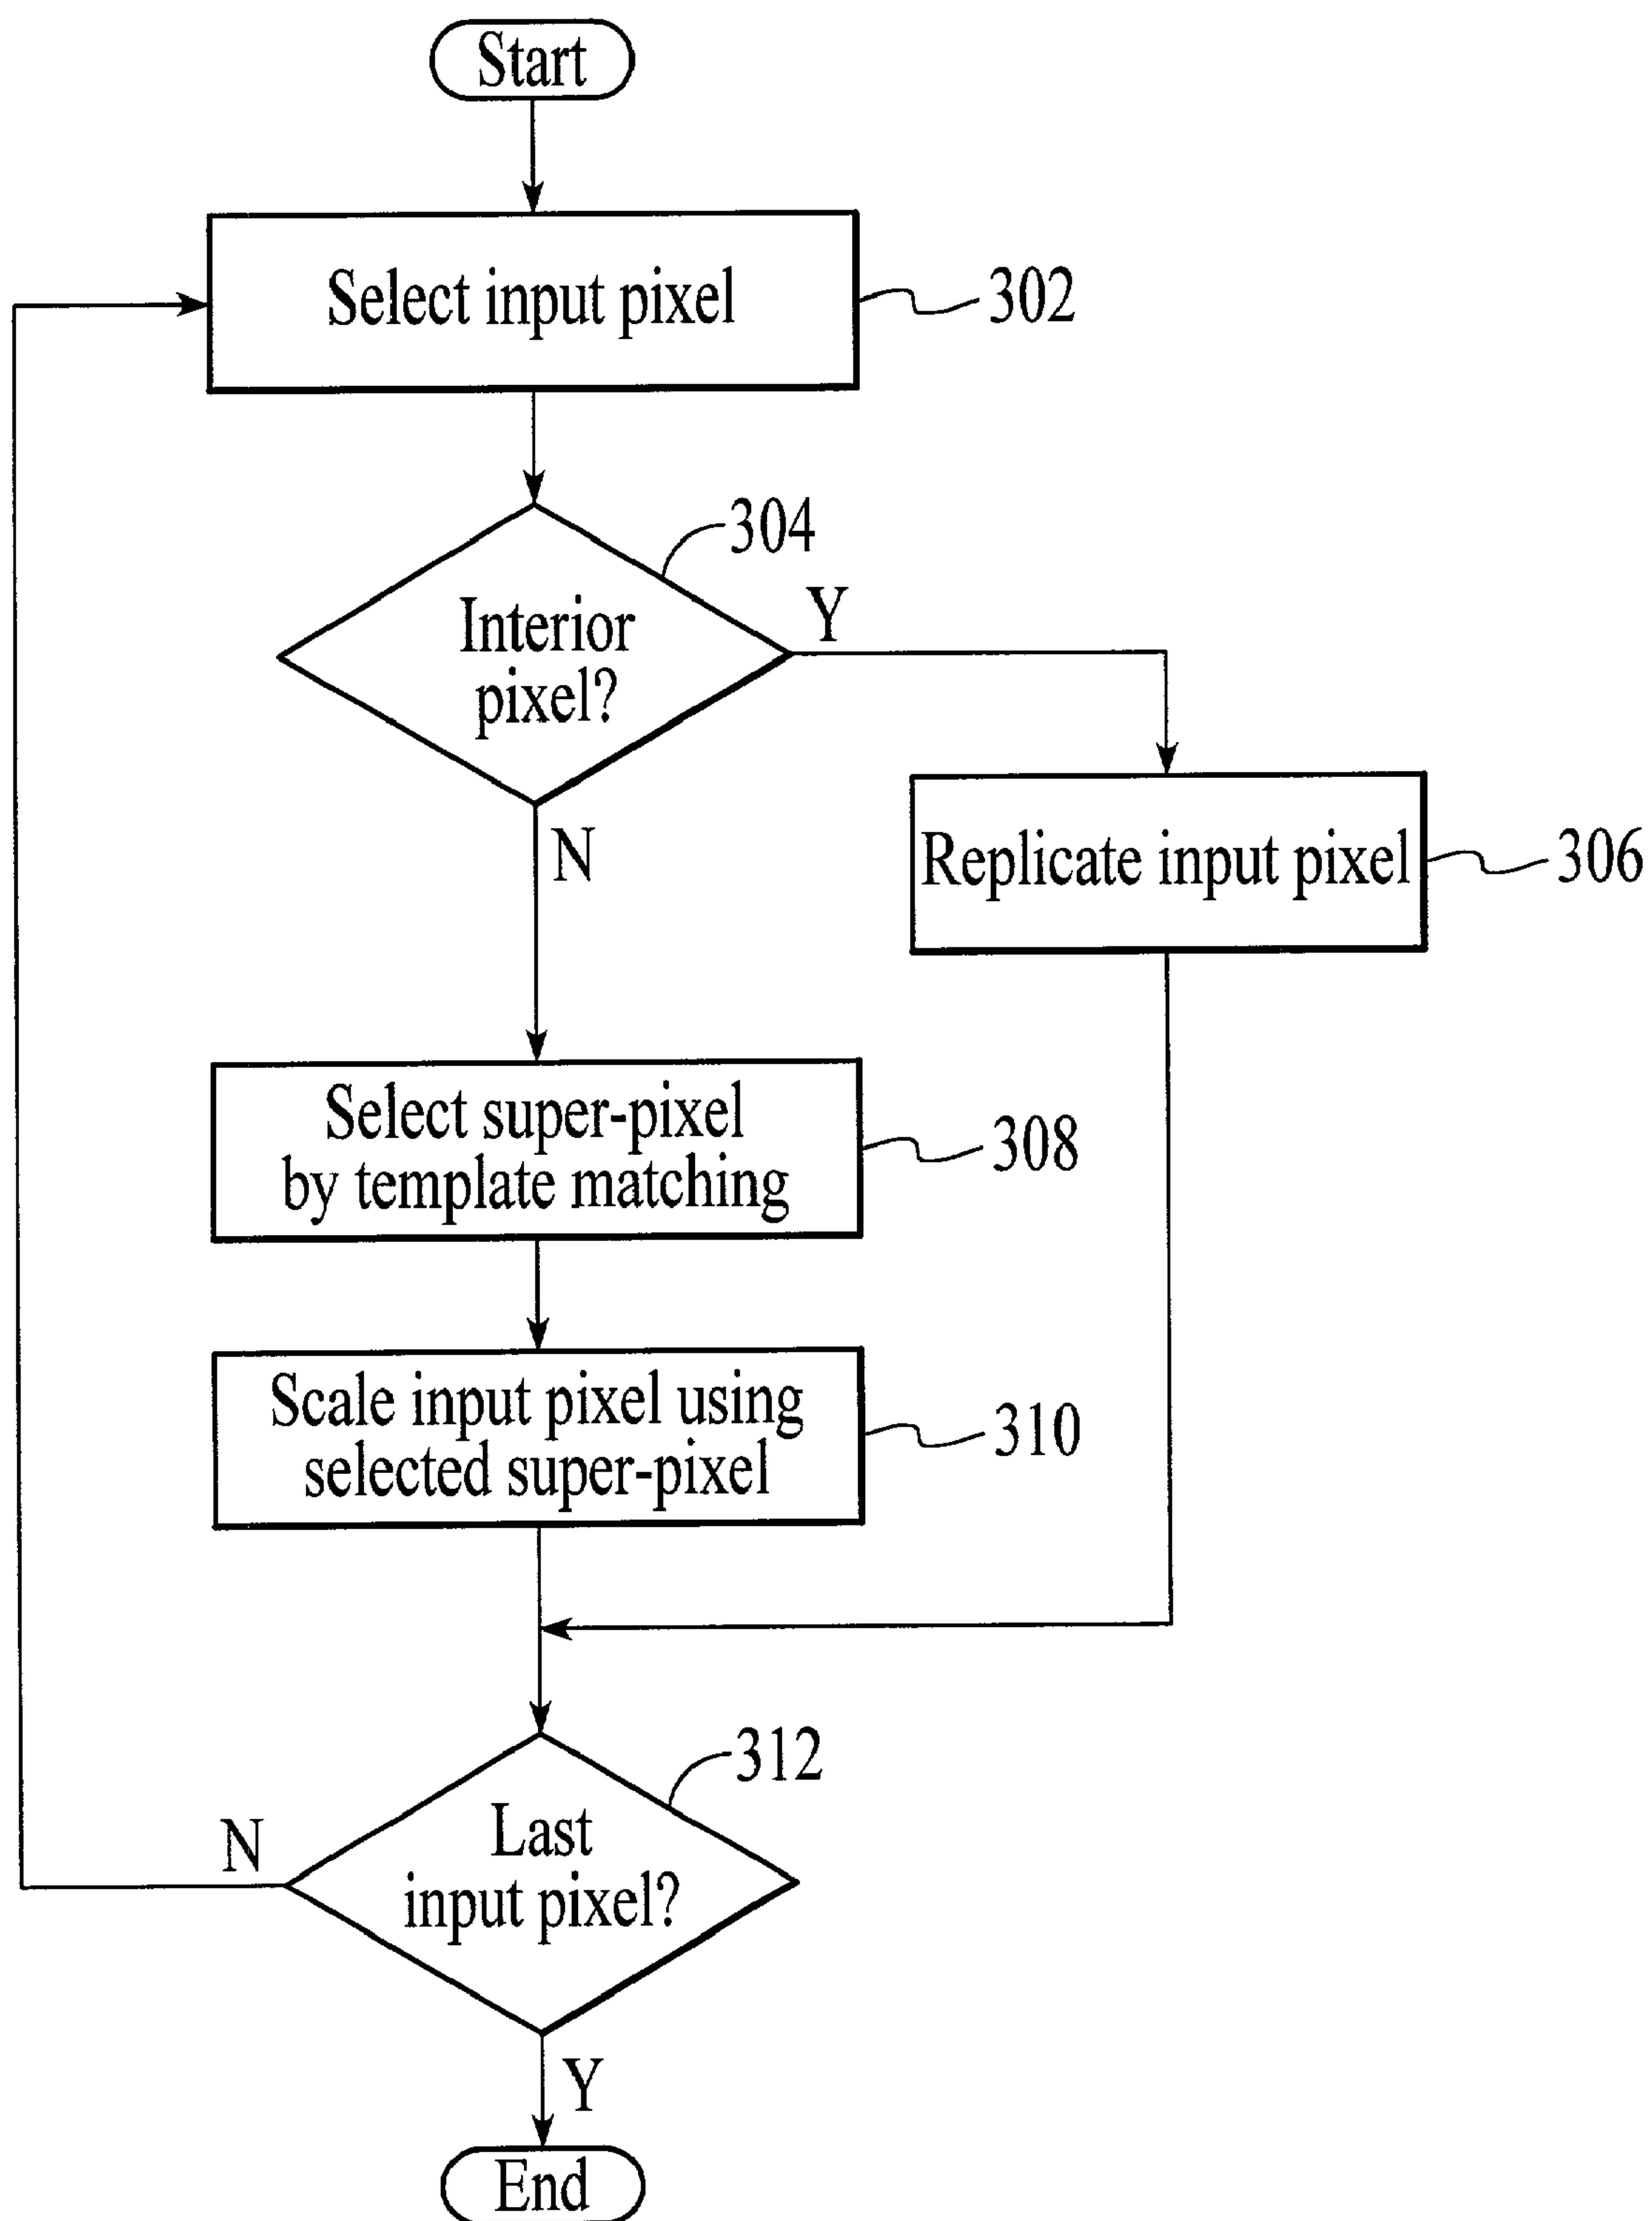 Start
Select input pixel
302
304
Interior
pixel?
Y
N
Replicate input pixel
306
Select super-pixel
by template matching
308
Scale input pixel using
selected super-pixel
310
312
Last
input pixel?
N
Y
End